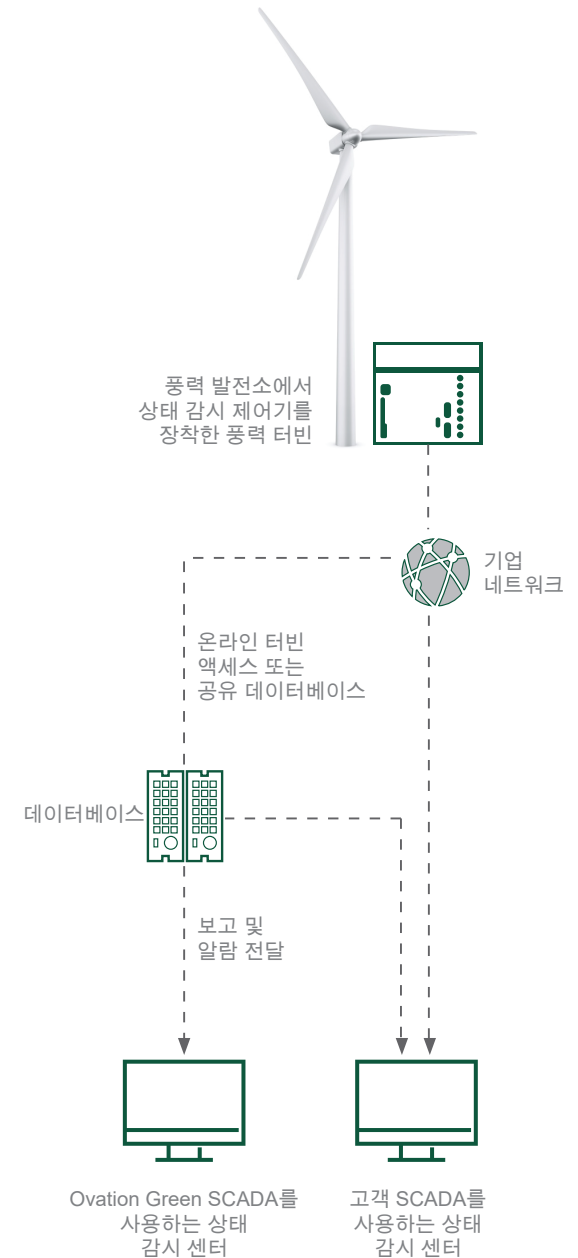 풍력 발전소에서
상태 감시 제어기를
장착한 풍력 터빈
기업
네트워크
온라인 터빈
액세스 또는
공유 데이터베이스
데이터베이스
보고 및
알람 전달
Ovation Green SCADA를
사용하는 상태
감시 센터
고객 SCADA를
사용하는 상태
감시 센터